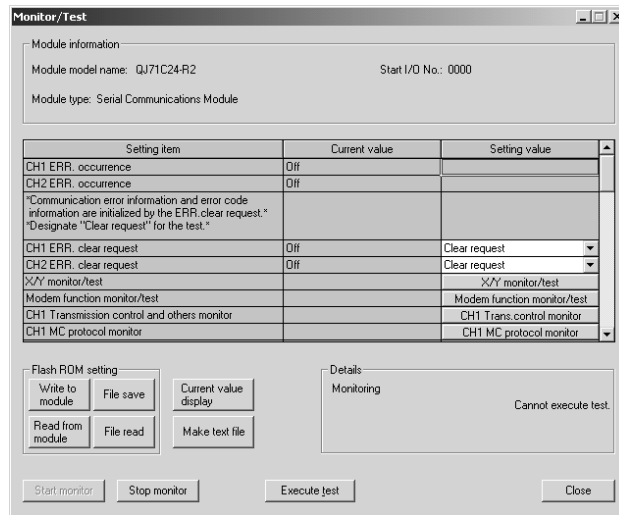 Monitor/Test
Module information
Module model name: QJ71C24-R2 Start I/O No.: 0000
Module type: Serial Communications Module
Setting item Current value Setting value
CH1 ERR. occurrence Off
CH2 ERR. occurrence Off
*Communication error information and error code
information are initialized by the ERR.clear request.*
*Designate "Clear request" for the test.*
CH1 ERR. clear request Off Clear request
CH2 ERR. clear request Off Clear request
X/Y monitor/test X/Y monitor/test
Modem function monitor/test Modem function monitor/test
CH1 Transmission control and others monitor CH1 Trans.control monitor
CH1 MC protocol monitor CH1 MC protocol monitor
Flash ROM setting
Write to
module
File save
Current value
display
Read from
module
File read
Make text file
Details
Monitoring
Cannot execute test.
Start monitor Stop monitor Execute test Close